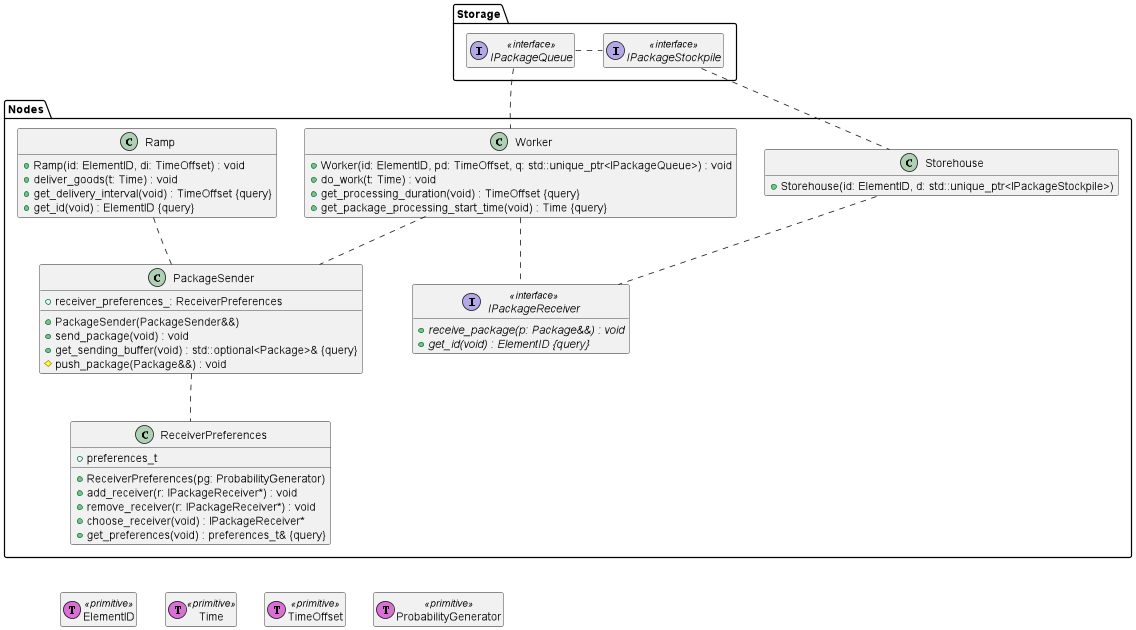 Storage
I
«interface»
IPackageQueue
I
«interface»
IPackageStockpile
Nodes
C
Ramp
Ramp(id: ElementID, di: TimeOffset) : void
deliver_goods(t: Time) : void
get_delivery_interval(void) : TimeOffset {query}
get_id(void) : ElementID {query}
C
Worker
Worker(id: ElementID, pd: TimeOffset, q: std::unique_ptr<IPackageQueue>) : void
do_work(t: Time) : void
get_processing_duration(void) : TimeOffset {query}
get_package_processing_start_time(void) : Time {query}
C
Storehouse
Storehouse(id: ElementID, d: std::unique_ptr<IPackageStockpile>)
C
PackageSender
receiver_preferences_: ReceiverPreferences
PackageSender(PackageSender&&)
send_package(void) : void
get_sending_buffer(void) : std::optional<Package>& {query}
push_package(Package&&) : void
I
«interface»
IPackageReceiver
receive_package(p: Package&&) : void
get_id(void) : ElementID {query}
C
ReceiverPreferences
preferences_t
ReceiverPreferences(pg: ProbabilityGenerator)
add_receiver(r: IPackageReceiver*) : void
remove_receiver(r: IPackageReceiver*) : void
choose_receiver(void) : IPackageReceiver*
get_preferences(void) : preferences_t& {query}
T
«primitive»
ElementID
T
«primitive»
Time
T
«primitive»
TimeOffset
T
«primitive»
ProbabilityGenerator